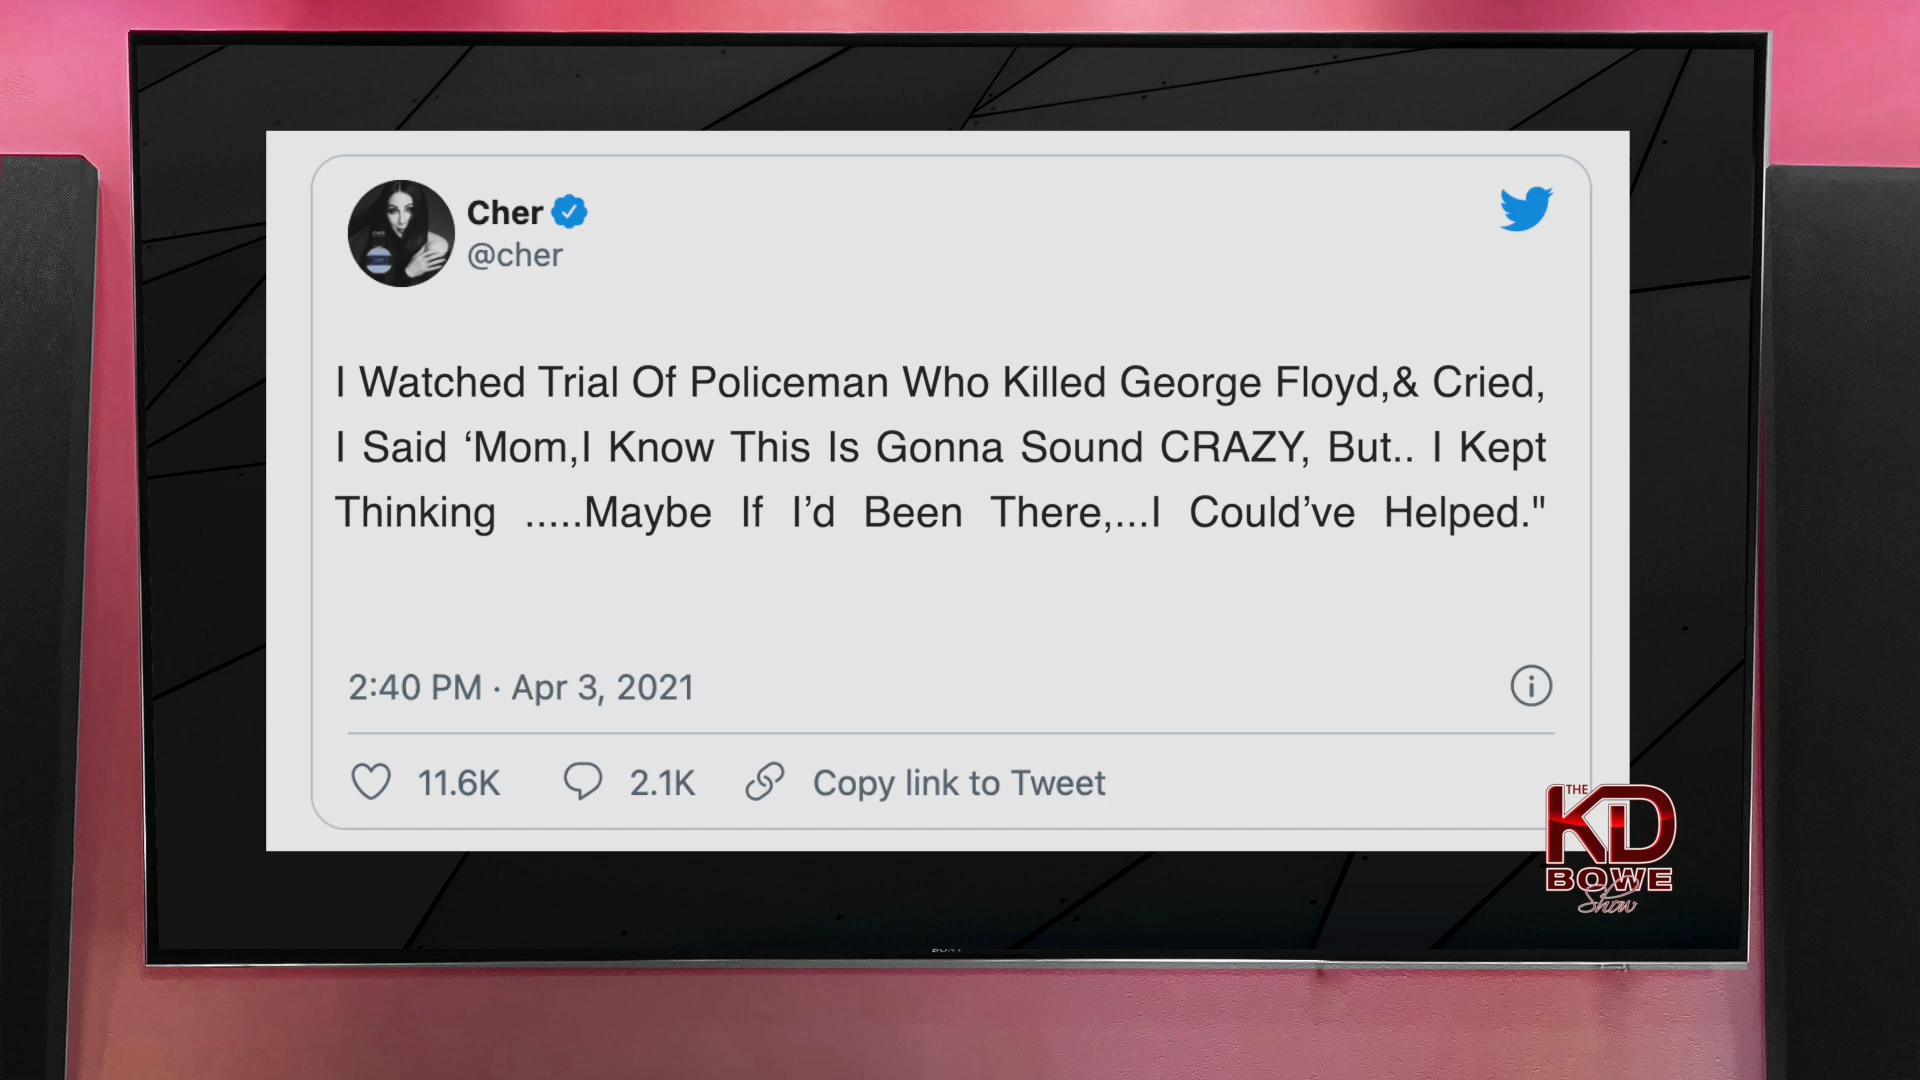 Cher
@cher
I Watched Trial Of Policeman Who Killed George Floyd,& Cried,
I Said ‘Mom,I Know This Is Gonna Sound CRAZY, But.. I Kept
Thinking .....Maybe If I’d Been There,...I Could’ve Helped."
2:40 PM · Apr 3, 2021
11.6K 2.1K Copy link to Tweet
THE
KD
BOWE
Show